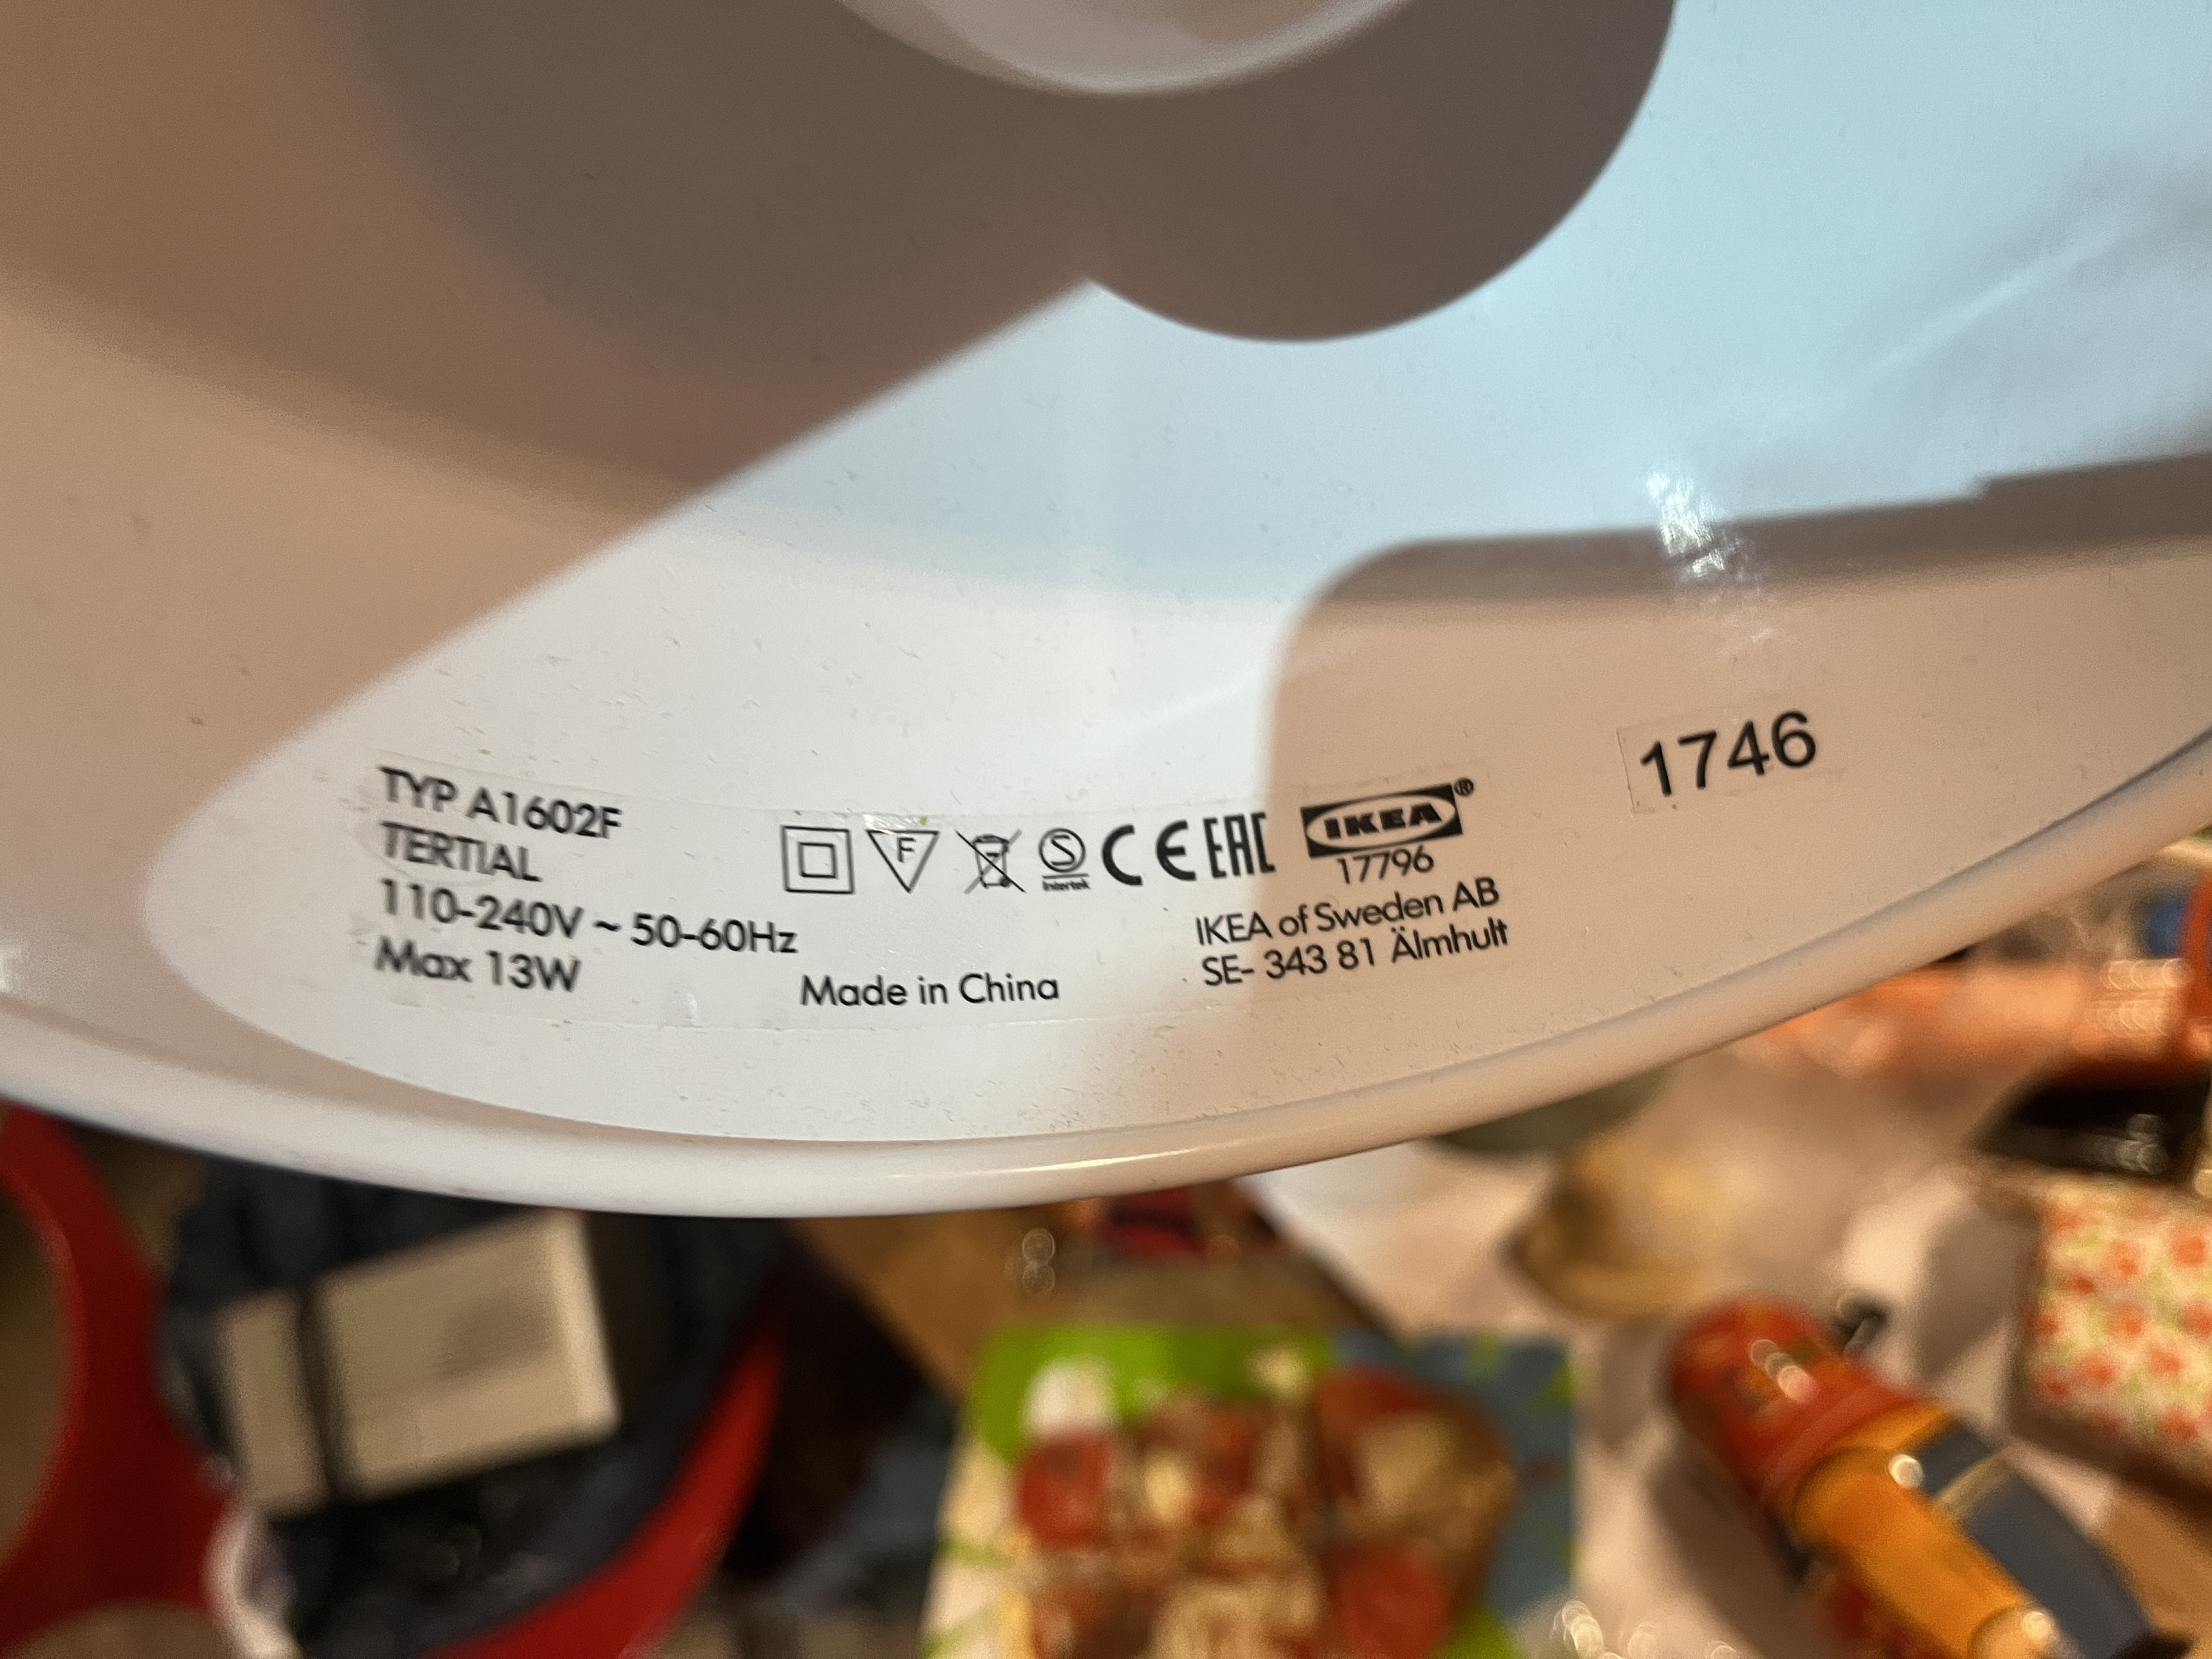 TYP A1602F
TERTIAL
110-240V ~ 50-60Hz
Max 13W
Made in China
F
S
Intertek
CE EAC
IKEA®
17796
IKEA of Sweden AB
SE- 343 81 Älmhult
1746